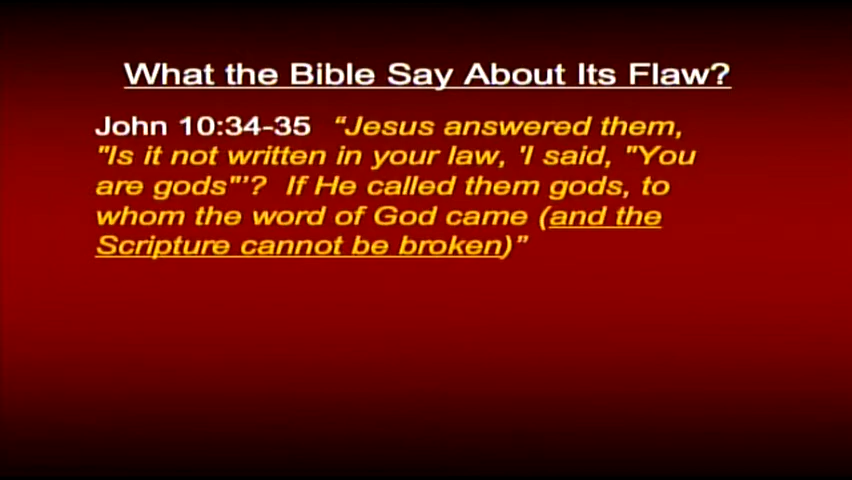 What the Bible Say About Its Flaw?
John 10:34-35 “Jesus answered them,
"Is it not written in your law, 'I said, "You
are gods"'? If He called them gods, to
whom the word of God came (and the
Scripture cannot be broken)”